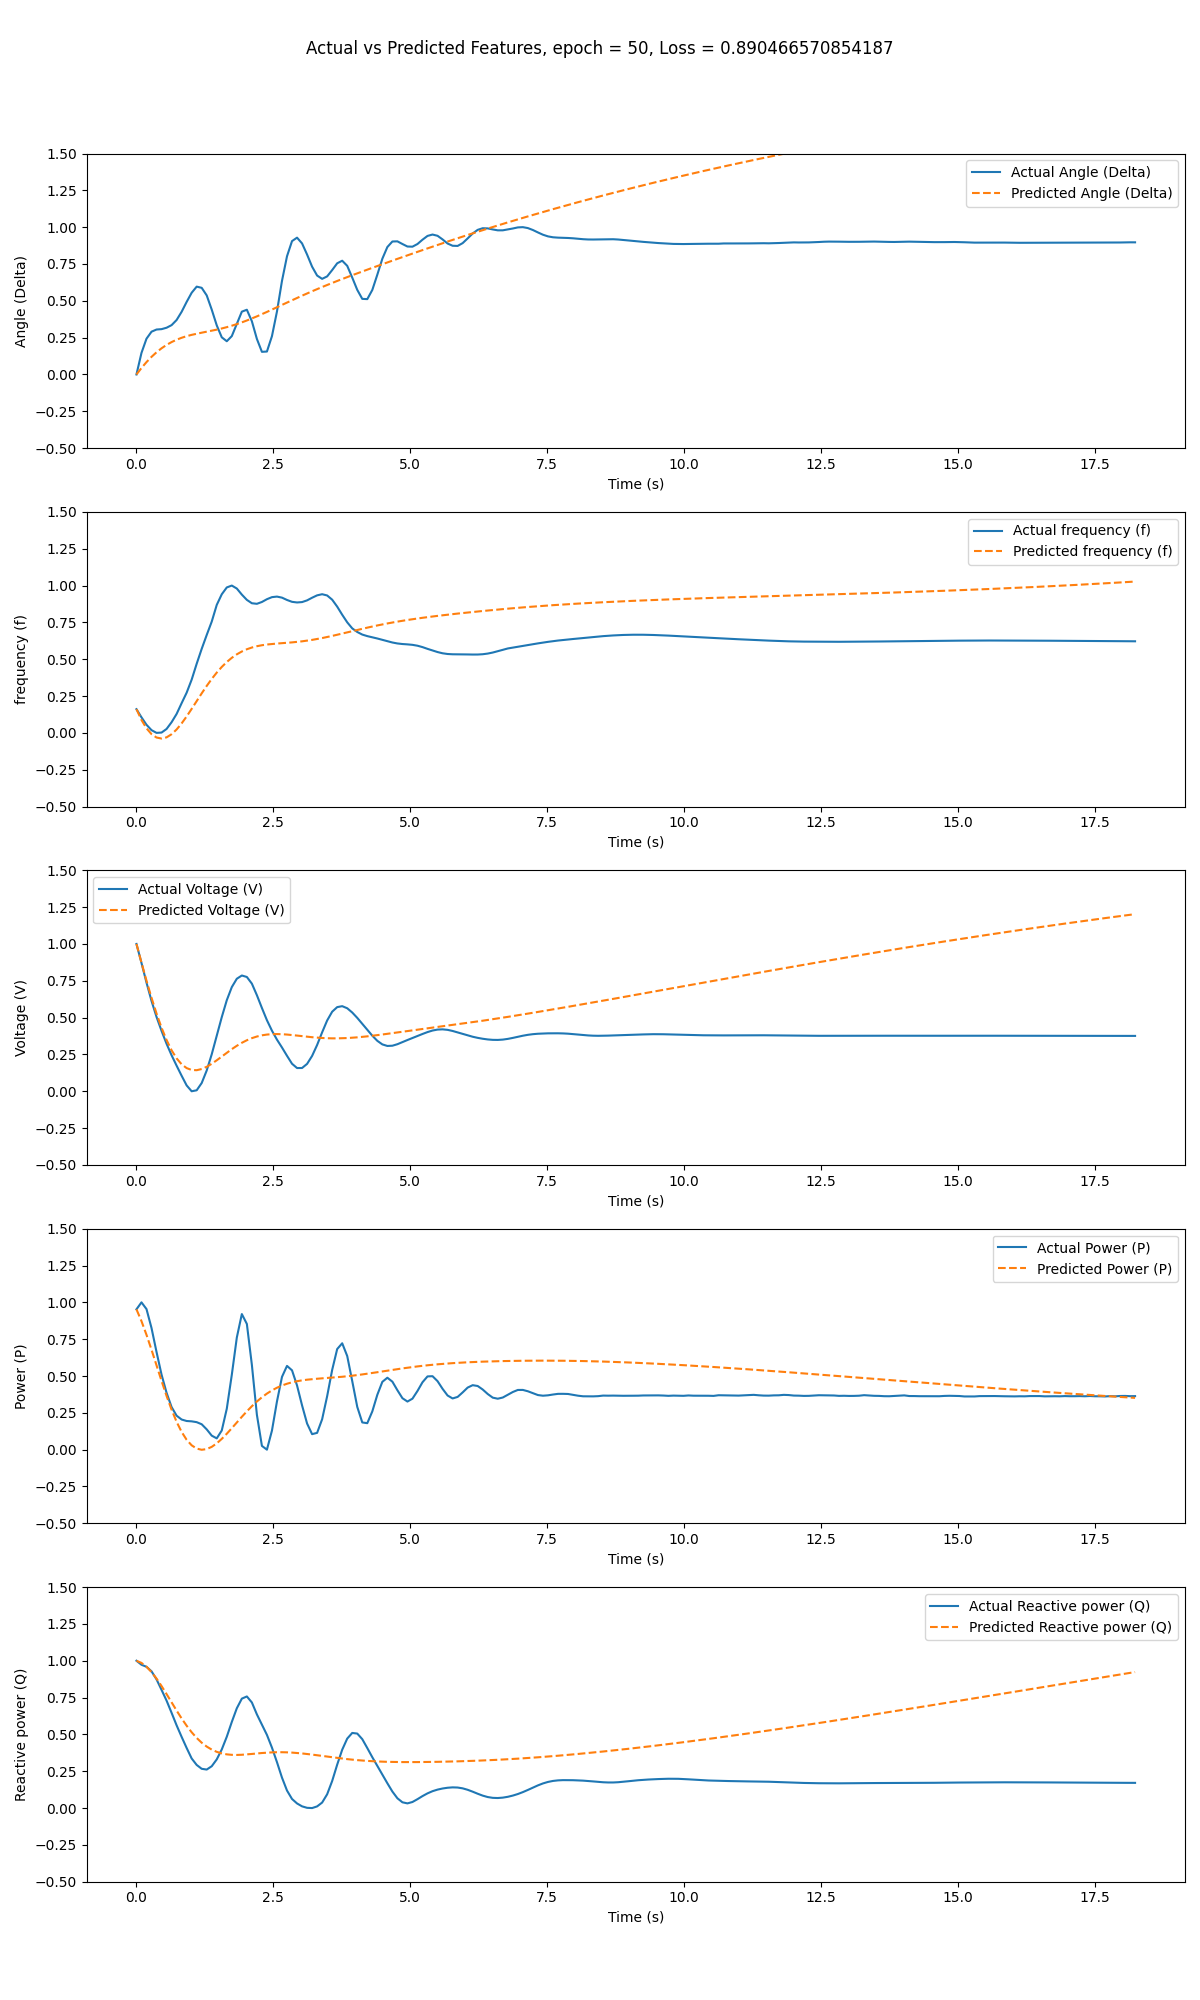 Actual vs Predicted Features, epoch = 50, Loss = 0.890466570854187
1.50
1.25
1.00
0.75
0.50
0.25
0.00
−0.25
−0.50
Angle (Delta)
Actual Angle (Delta)
Predicted Angle (Delta)
0.0 2.5 5.0 7.5 10.0 12.5 15.0 17.5
Time (s)
1.50
1.25
1.00
0.75
0.50
0.25
0.00
−0.25
−0.50
frequency (f)
Actual frequency (f)
Predicted frequency (f)
0.0 2.5 5.0 7.5 10.0 12.5 15.0 17.5
Time (s)
1.50
1.25
1.00
0.75
0.50
0.25
0.00
−0.25
−0.50
Voltage (V)
Actual Voltage (V)
Predicted Voltage (V)
0.0 2.5 5.0 7.5 10.0 12.5 15.0 17.5
Time (s)
1.50
1.25
1.00
0.75
0.50
0.25
0.00
−0.25
−0.50
Power (P)
Actual Power (P)
Predicted Power (P)
0.0 2.5 5.0 7.5 10.0 12.5 15.0 17.5
Time (s)
1.50
1.25
1.00
0.75
0.50
0.25
0.00
−0.25
−0.50
Reactive power (Q)
Actual Reactive power (Q)
Predicted Reactive power (Q)
0.0 2.5 5.0 7.5 10.0 12.5 15.0 17.5
Time (s)